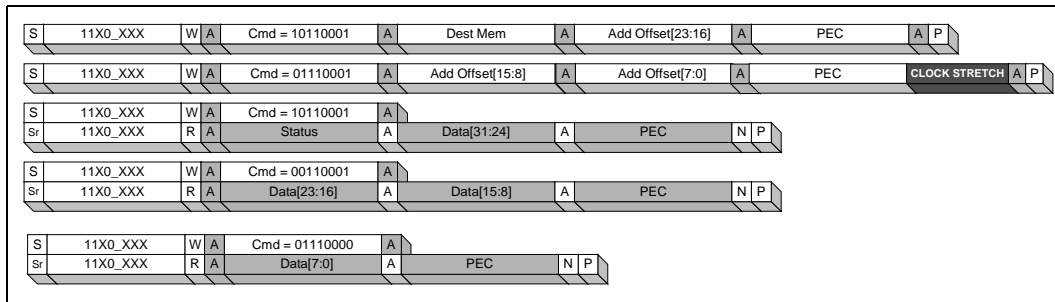 S 11X0_XXX W A Cmd = 10110001 A Dest Mem A Add Offset[23:16] A PEC A P
S 11X0_XXX W A Cmd = 01110001 A Add Offset[15:8] A Add Offset[7:0] A PEC CLOCK STRETCH A P
S 11X0_XXX W A Cmd = 10110001 A
Sr 11X0_XXX R A Status A Data[31:24] A PEC N P
S 11X0_XXX W A Cmd = 00110001 A
Sr 11X0_XXX R A Data[23:16] A Data[15:8] A PEC N P
S 11X0_XXX W A Cmd = 01110000 A
Sr 11X0_XXX R A Data[7:0] A PEC N P